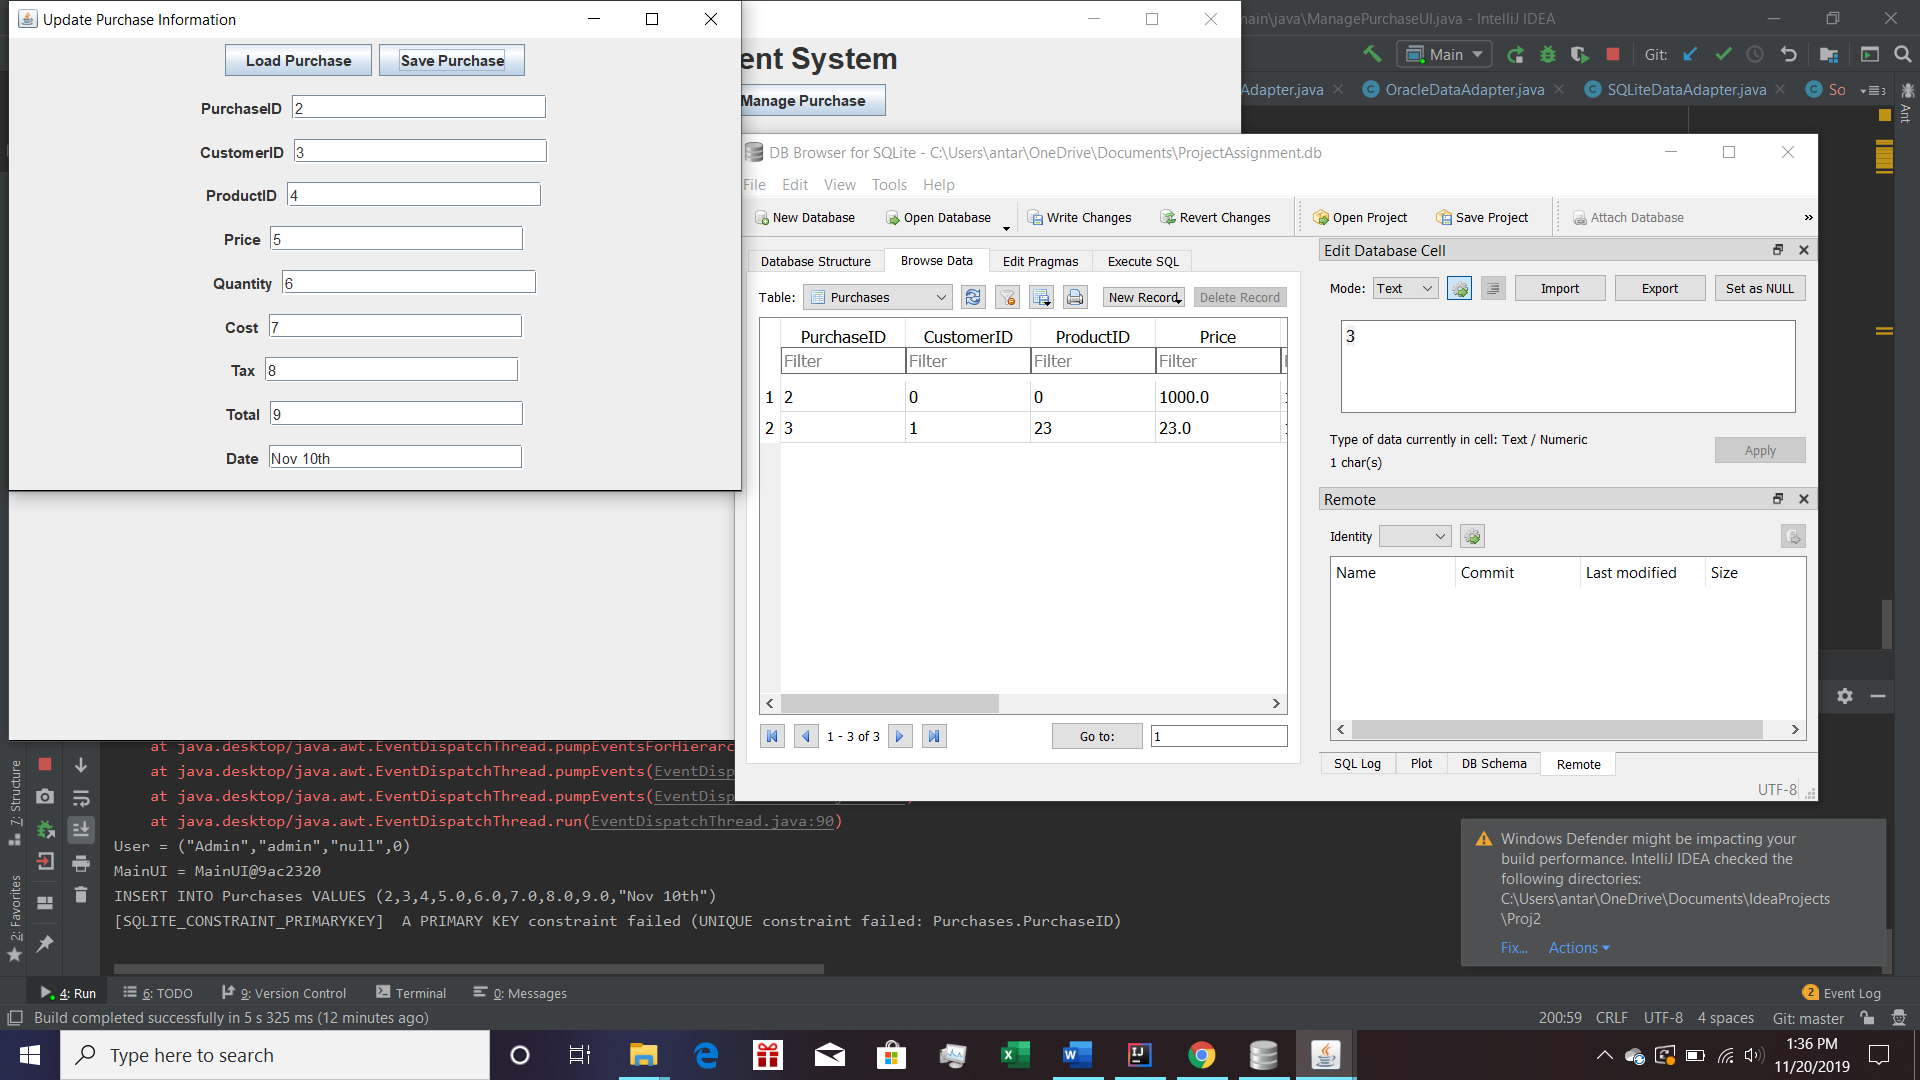 Update Purchase Information
Load Purchase
Save Purchase
PurchaseID 2
CustomerID 3
ProductID 4
Price 5
Quantity 6
Cost 7
Tax 8
Total 9
Date Nov 10th
ent System
Manage Purchase
main\java\ManagePurchaseUI.java - IntelliJ IDEA
Main
Git:
Adapter.java
OracleDataAdapter.java
SQLiteDataAdapter.java
So
Ant
DB Browser for SQLite - C:\Users\antar\OneDrive\Documents\ProjectAssignment.db
File Edit View Tools Help
New Database Open Database Write Changes Revert Changes Open Project Save Project Attach Database »
Database Structure Browse Data Edit Pragmas Execute SQL
Table: Purchases New Record Delete Record
PurchaseID CustomerID ProductID Price
Filter Filter Filter Filter
1 2 0 0 1000.0
2 3 1 23 23.0
1 - 3 of 3
Go to: 1
Edit Database Cell
Mode: Text Import Export Set as NULL
3
Type of data currently in cell: Text / Numeric
1 char(s)
Apply
Remote
Identity
Name Commit Last modified Size
SQL Log Plot DB Schema Remote
UTF-8
at java.desktop/java.awt.EventDispatchThread.pumpEventsForHierarc
at java.desktop/java.awt.EventDispatchThread.pumpEvents(EventDisp
at java.desktop/java.awt.EventDispatchThread.pumpEvents(EventDisp
at java.desktop/java.awt.EventDispatchThread.run(EventDispatchThread.java:90)
User = ("Admin","admin","null",0)
MainUI = MainUI@9ac2320
INSERT INTO Purchases VALUES (2,3,4,5.0,6.0,7.0,8.0,9.0,"Nov 10th")
[SQLITE_CONSTRAINT_PRIMARYKEY]  A PRIMARY KEY constraint failed (UNIQUE constraint failed: Purchases.PurchaseID)
7: Structure
2: Favorites
Windows Defender might be impacting your
build performance. IntelliJ IDEA checked the
following directories:
C:\Users\antar\OneDrive\Documents\IdeaProjects
\Proj2
Fix... Actions
4: Run 6: TODO 9: Version Control Terminal 0: Messages
2 Event Log
Build completed successfully in 5 s 325 ms (12 minutes ago)
200:59 CRLF UTF-8 4 spaces Git: master
Type here to search
1:36 PM
11/20/2019